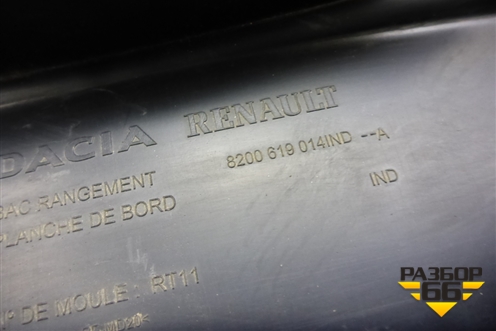 DACIA RENAULT
8200 619 014IND --A
BAC RANGEMENT
PLANCHE DE BORD
IND
N° DE MOULE : RT11
РАЗБОР
66